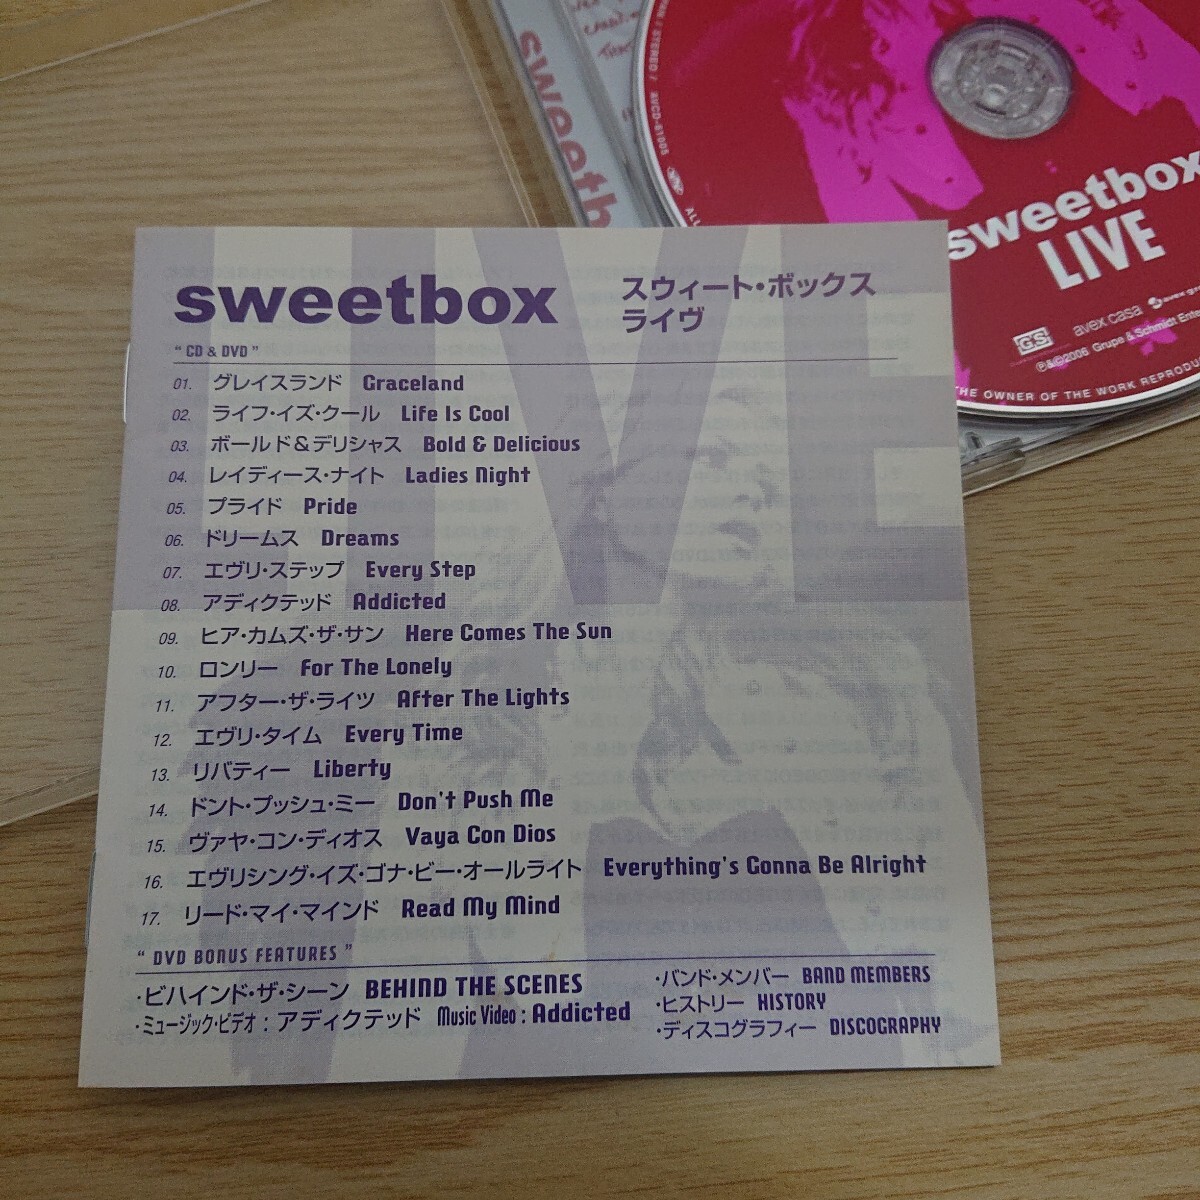 sweetbox
sweetbox
LIVE
GS avex casa
℗&©2006 Grupe & Schmidt
THE OWNER OF THE WORK
STEREO / AVCD-61005
sweetbox スウィート・ボックス
ライヴ
" CD & DVD "
01. グレイスランド Graceland
02. ライフ・イズ・クール Life Is Cool
03. ボールド&デリシャス Bold & Delicious
04. レイディース・ナイト Ladies Night
05. プライド Pride
06. ドリームス Dreams
07. エヴリ・ステップ Every Step
08. アディクテッド Addicted
09. ヒア・カムズ・ザ・サン Here Comes The Sun
10. ロンリー For The Lonely
11. アフター・ザ・ライツ After The Lights
12. エヴリ・タイム Every Time
13. リバティー Liberty
14. ドント・プッシュ・ミー Don't Push Me
15. ヴァヤ・コン・ディオス Vaya Con Dios
16. エヴリシング・イズ・ゴナ・ビー・オールライト Everything's Gonna Be Alright
17. リード・マイ・マインド Read My Mind
" DVD BONUS FEATURES "
・ビハインド・ザ・シーン BEHIND THE SCENES
・ミュージック・ビデオ : アディクテッド Music Video : Addicted
・バンド・メンバー BAND MEMBERS
・ヒストリー HISTORY
・ディスコグラフィー DISCOGRAPHY